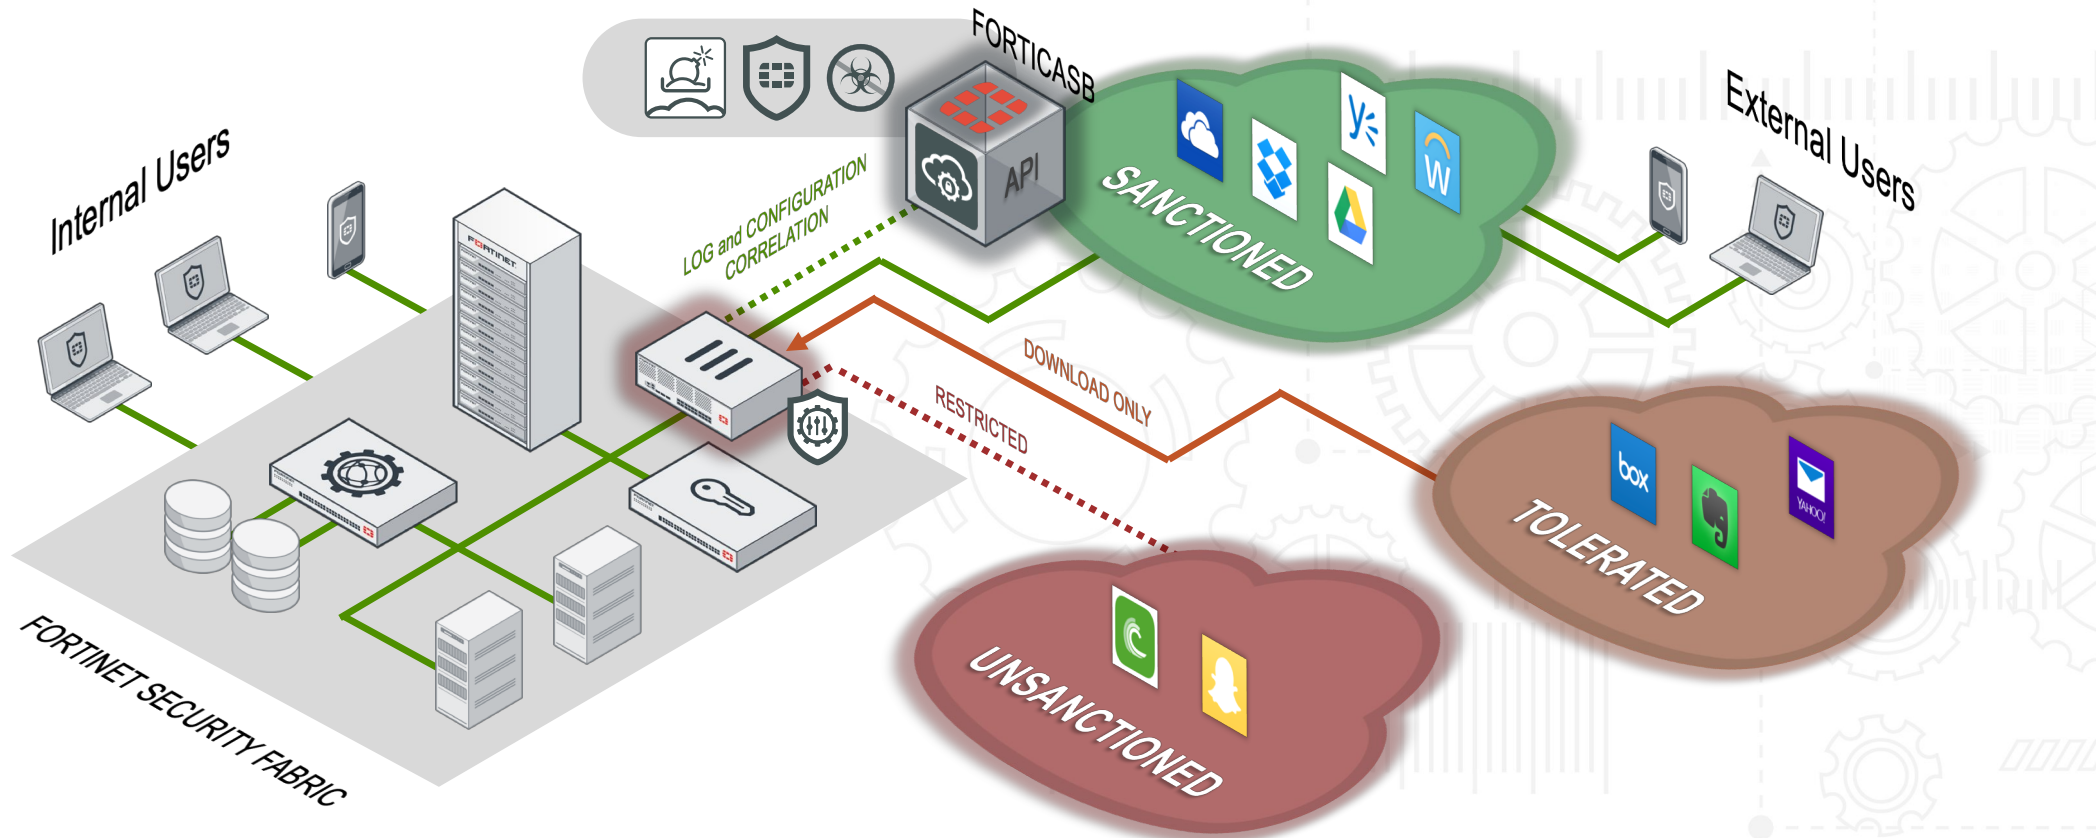 FORTICASB
API
Internal Users
External Users
LOG and CONFIGURATION
CORRELATION
FORTINET
SANCTIONED
DOWNLOAD ONLY
RESTRICTED
box
YAHOO!
TOLERATED
UNSANCTIONED
FORTINET SECURITY FABRIC